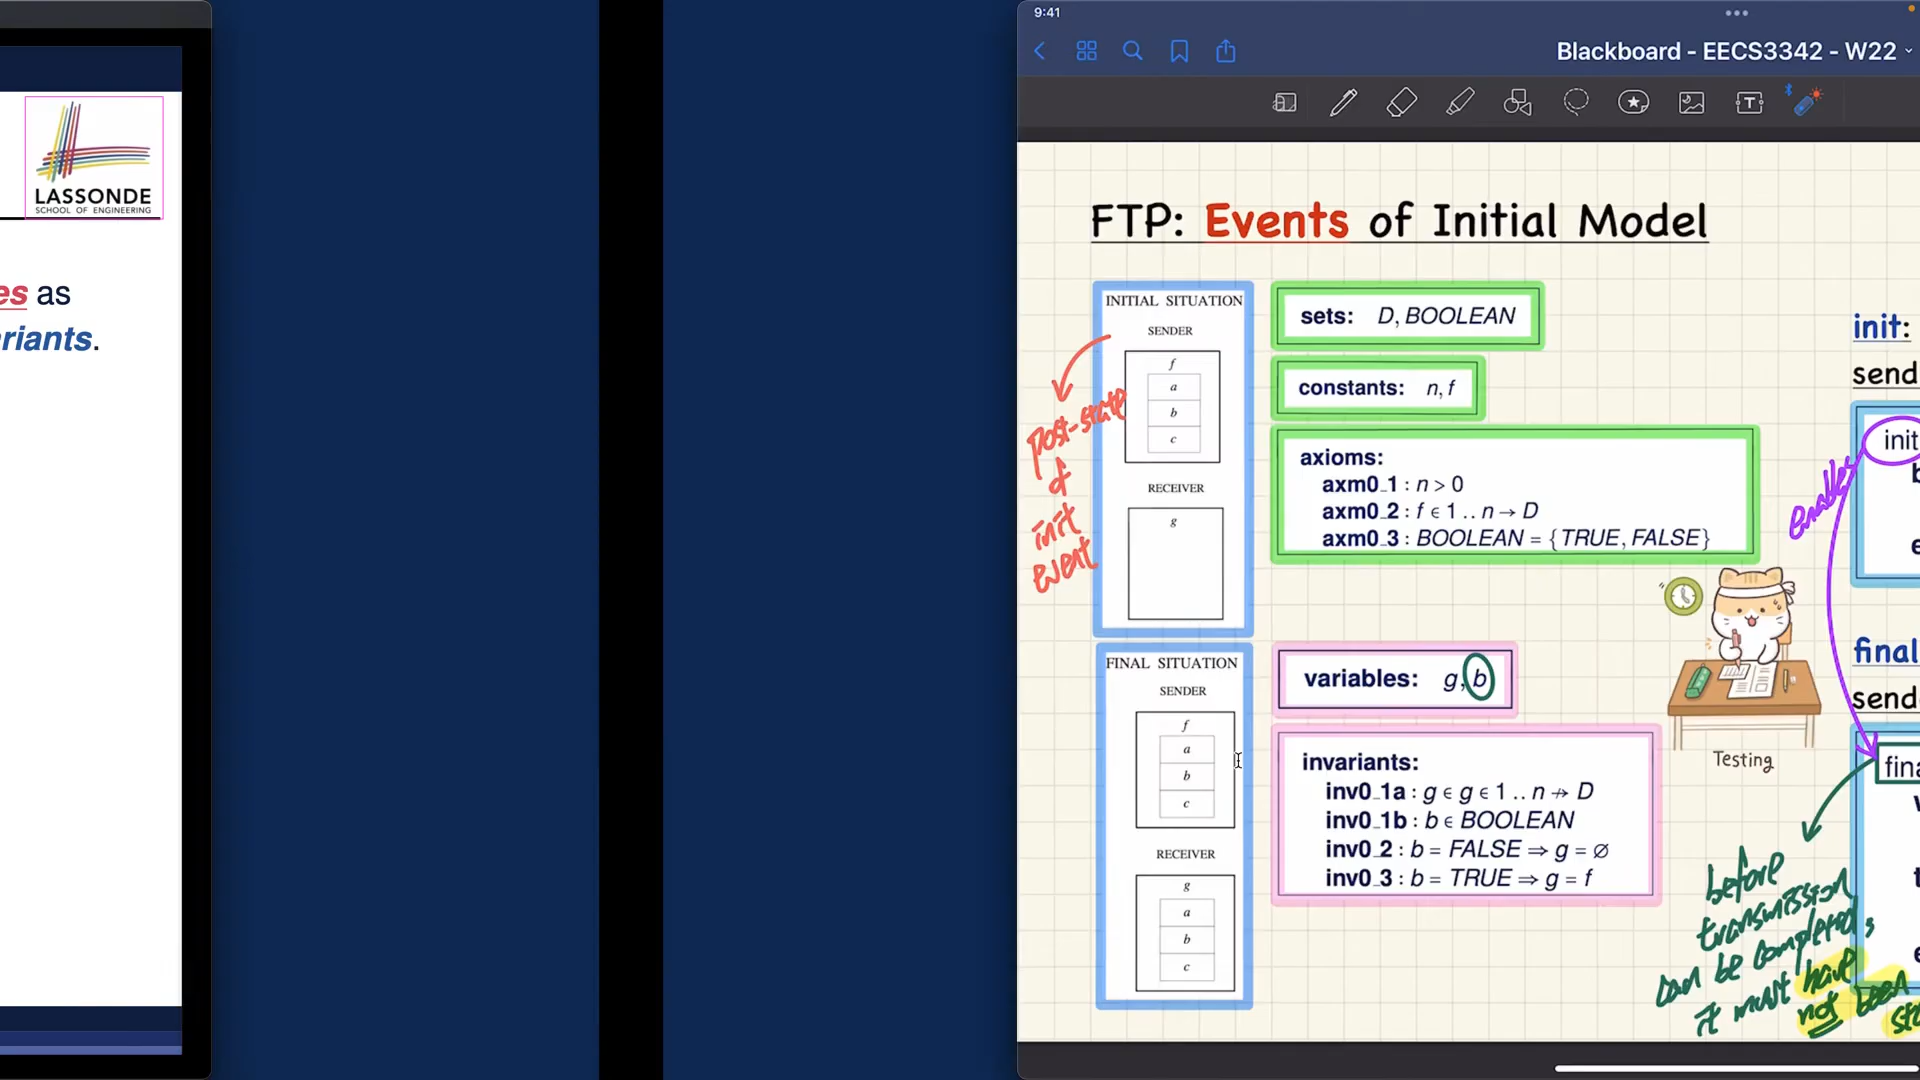 LASSONDE
SCHOOL OF ENGINEERING
es as
riants.
9:41
Blackboard - EECS3342 - W22
FTP: Events of Initial Model
INITIAL SITUATION
SENDER
f
a
b
c
RECEIVER
g
post-state
of
init
event
sets: D, BOOLEAN
constants: n, f
axioms:
axm0_1 : n > 0
axm0_2 : f ∈ 1 .. n → D
axm0_3 : BOOLEAN = {TRUE, FALSE}
FINAL SITUATION
SENDER
f
a
b
c
RECEIVER
g
a
b
c
variables: g, b
invariants:
inv0_1a : g ∈ g ∈ 1 .. n ⇸ D
inv0_1b : b ∈ BOOLEAN
inv0_2 : b = FALSE ⇒ g = ∅
inv0_3 : b = TRUE ⇒ g = f
Testing
init:
send
init
enables
final
send
fina
before
transmission
can be completed,
it must have
not been